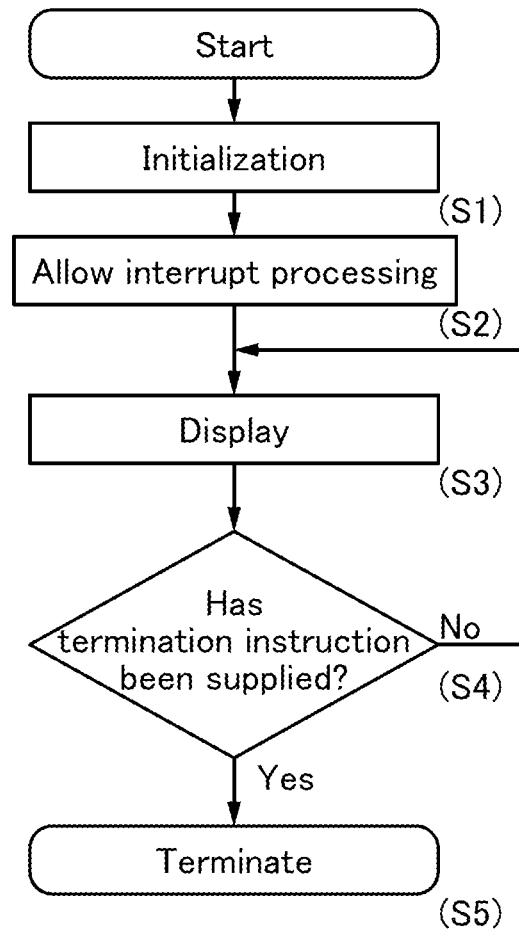 Start
Initialization
(S1)
Allow interrupt processing
(S2)
Display
(S3)
Has
termination instruction
been supplied?
No
(S4)
Yes
Terminate
(S5)